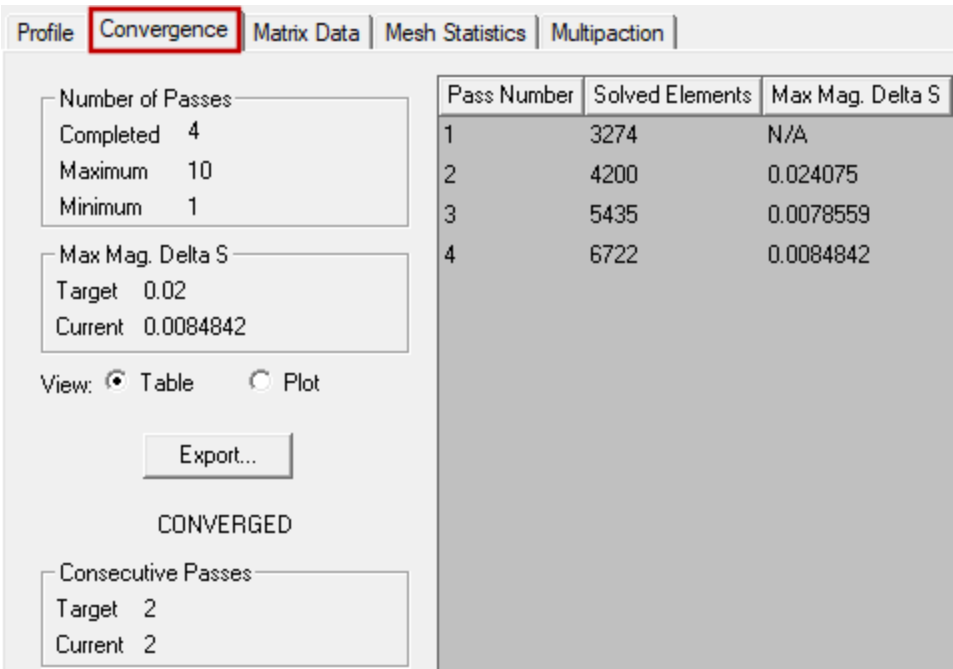 Profile Convergence Matrix Data Mesh Statistics Multipaction
Number of Passes
Completed 4
Maximum 10
Minimum 1
Max Mag. Delta S
Target 0.02
Current 0.0084842
View: Table Plot
Export...
CONVERGED
Consecutive Passes
Target 2
Current 2
Pass Number Solved Elements Max Mag. Delta S
1 3274 N/A
2 4200 0.024075
3 5435 0.0078559
4 6722 0.0084842